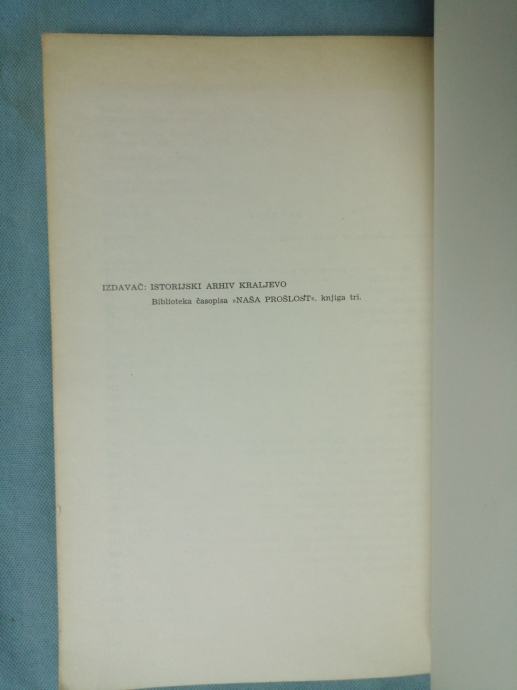 IZDAVAČ: ISTORIJSKI ARHIV KRALJEVO
Biblioteka časopisa »NAŠA PROŠLOST«. knjiga tri.